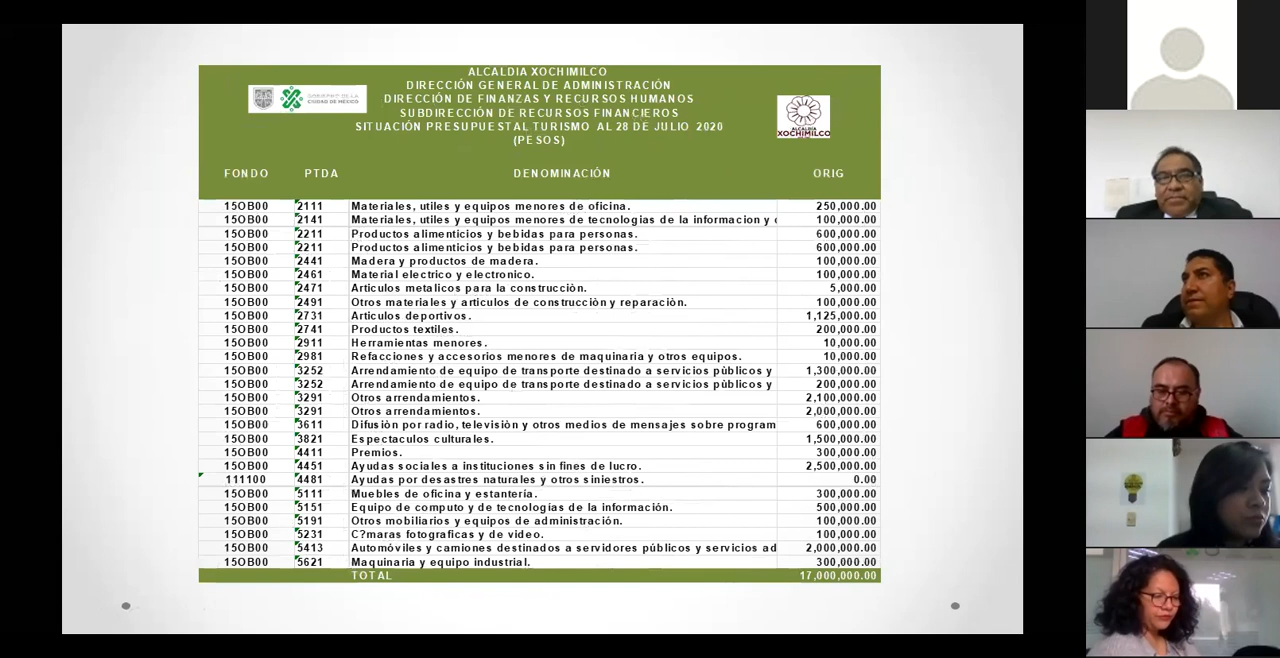 ALCALDIA XOCHIMILCO
DIRECCIÓN GENERAL DE ADMINISTRACIÓN
DIRECCIÓN DE FINANZAS Y RECURSOS HUMANOS
SUBDIRECCIÓN DE RECURSOS FINANCIEROS
SITUACIÓN PRESUPUESTAL TURISMO AL 28 DE JULIO 2020
(PESOS)
GOBIERNO DE LA
CIUDAD DE MÉXICO
ALCALDÍA
XOCHIMILCO
FONDO PTDA DENOMINACIÓN ORIG
15OB00 2111 Materiales, utiles y equipos menores de oficina. 250,000.00
15OB00 2141 Materiales, utiles y equipos menores de tecnologias de la informacion y 100,000.00
15OB00 2211 Productos alimenticios y bebidas para personas. 600,000.00
15OB00 2211 Productos alimenticios y bebidas para personas. 600,000.00
15OB00 2441 Madera y productos de madera. 100,000.00
15OB00 2461 Material electrico y electronico. 100,000.00
15OB00 2471 Articulos metalicos para la construcciòn. 5,000.00
15OB00 2491 Otros materiales y articulos de construcciòn y reparaciòn. 100,000.00
15OB00 2731 Articulos deportivos. 1,125,000.00
15OB00 2741 Productos textiles. 200,000.00
15OB00 2911 Herramientas menores. 10,000.00
15OB00 2981 Refacciones y accesorios menores de maquinaria y otros equipos. 10,000.00
15OB00 3252 Arrendamiento de equipo de transporte destinado a servicios públicos y 1,300,000.00
15OB00 3252 Arrendamiento de equipo de transporte destinado a servicios públicos y 200,000.00
15OB00 3291 Otros arrendamientos. 2,100,000.00
15OB00 3291 Otros arrendamientos. 2,000,000.00
15OB00 3611 Difusiòn por radio, televisiòn y otros medios de mensajes sobre program 600,000.00
15OB00 3821 Espectaculos culturales. 1,500,000.00
15OB00 4411 Premios. 300,000.00
15OB00 4451 Ayudas sociales a instituciones sin fines de lucro. 2,500,000.00
111100 4481 Ayudas por desastres naturales y otros siniestros. 0.00
15OB00 5111 Muebles de oficina y estantería. 300,000.00
15OB00 5151 Equipo de computo y de tecnologías de la información. 500,000.00
15OB00 5191 Otros mobiliarios y equipos de administración. 100,000.00
15OB00 5231 C?maras fotograficas y de video. 100,000.00
15OB00 5413 Automóviles y camiones destinados a servidores públicos y servicios ad 2,000,000.00
15OB00 5621 Maquinaria y equipo industrial. 300,000.00
TOTAL 17,000,000.00